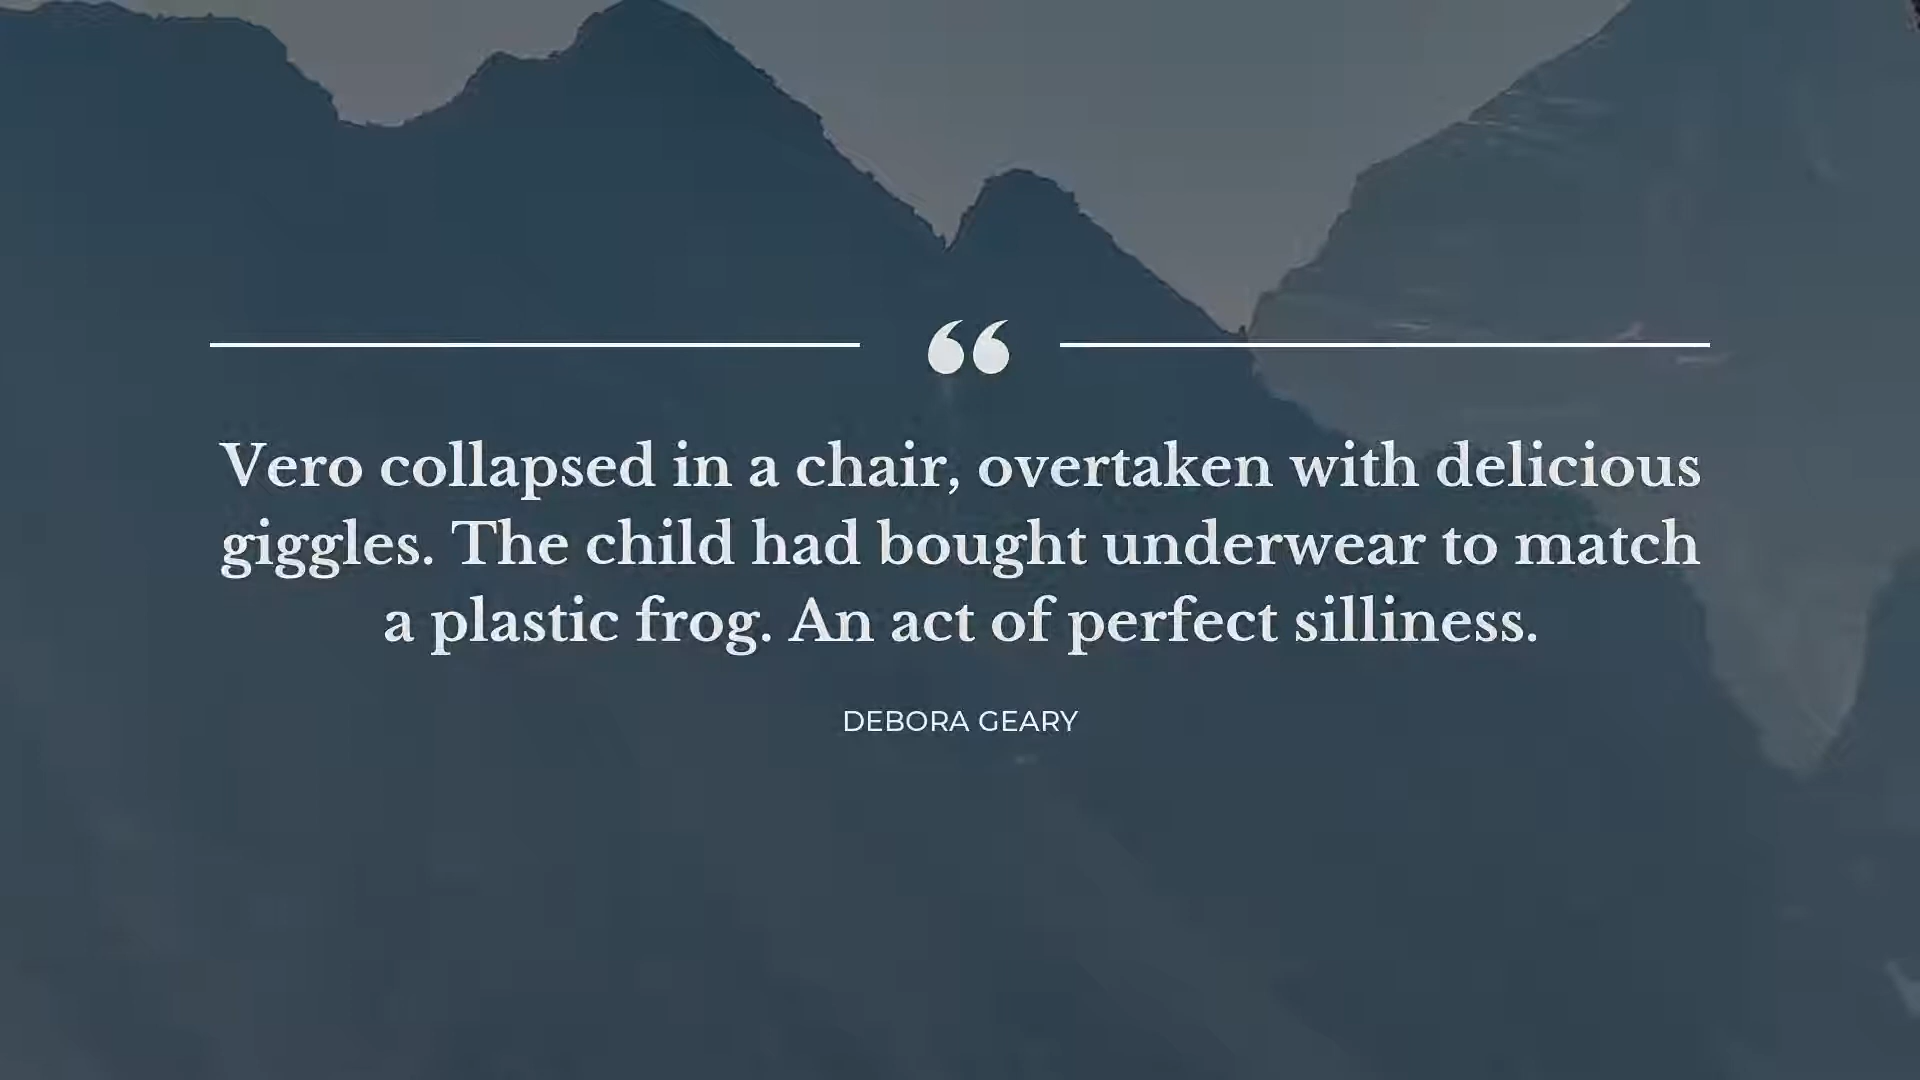 “
Vero collapsed in a chair, overtaken with delicious
giggles. The child had bought underwear to match
a plastic frog. An act of perfect silliness.
DEBORA GEARY